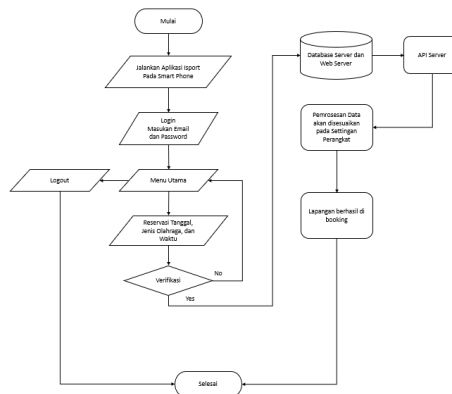 Mulai
Jalankan Aplikasi Isport
Pada Smart Phone
Login
Masukan Email
dan Password
Logout
Menu Utama
Reservasi Tanggal,
Jenis Olahraga, dan
Waktu
Verifikasi
No
Yes
Database Server dan
Web Server
API Server
Pemrosesan Data
akan disesuaikan
pada Settingan
Perangkat
Lapangan berhasil di
booking
Selesai